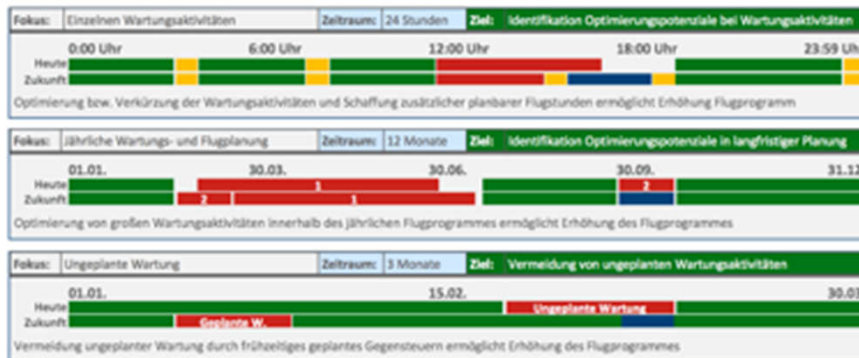 Fokus: Einzelnen Wartungsaktivitäten Zeitraum: 24 Stunden Ziel: Identifikation Optimierungspotenziale bei Wartungsaktivitäten
0:00 Uhr 6:00 Uhr 12:00 Uhr 18:00 Uhr 23:59 Uhr
Heute
Zukunft
Optimierung bzw. Verkürzung der Wartungsaktivitäten und Schaffung zusätzlicher planbarer Flugstunden ermöglicht Erhöhung Flugprogramm
Fokus: Jährliche Wartungs- und Flugplanung Zeitraum: 12 Monate Ziel: Identifikation Optimierungspotenziale in langfristiger Planung
01.01. 30.03. 30.06. 30.09. 31.12
Heute 1 2
Zukunft 2 1
Optimierung von großen Wartungsaktivitäten innerhalb des jährlichen Flugprogrammes ermöglicht Erhöhung des Flugprogrammes
Fokus: Ungeplante Wartung Zeitraum: 3 Monate Ziel: Vermeidung von ungeplanten Wartungsaktivitäten
01.01. 15.02. 30.03
Heute Ungeplante Wartung
Zukunft Geplante W.
Vermeidung ungeplanter Wartung durch frühzeitiges geplantes Gegensteuern ermöglicht Erhöhung des Flugprogrammes